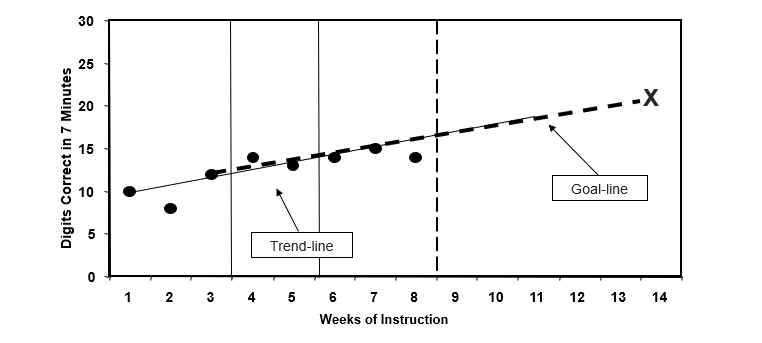 30
25
20
15
10
5
0
Digits Correct in 7 Minutes
X
Goal-line
Trend-line
1 2 3 4 5 6 7 8 9 10 11 12 13 14
Weeks of Instruction